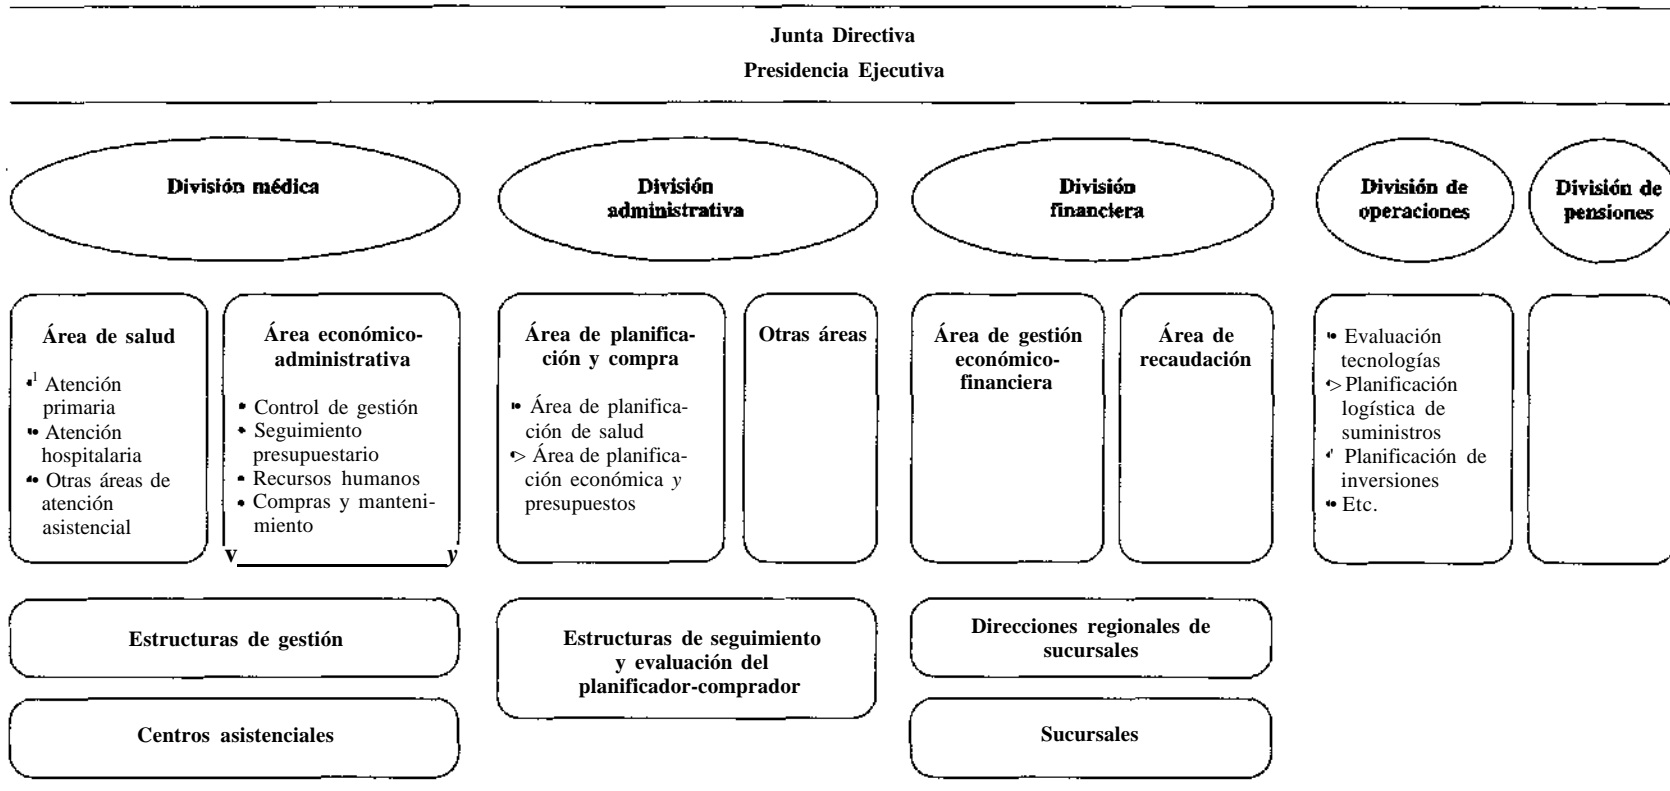 Junta Directiva
Presidencia Ejecutiva
División médica
División
administrativa
División
financiera
División de
operaciones
División de
pensiones
Área de salud
• Atención
primaria
• Atención
hospitalaria
• Otras áreas de
atención
asistencial
Área económico-
administrativa
• Control de gestión
• Seguimiento
presupuestario
• Recursos humanos
• Compras y manteni-
miento
Área de planifica-
ción y compra
• Área de planifica-
ción de salud
• Área de planifica-
ción económica y
presupuestos
Otras áreas
Área de gestión
económico-
financiera
Área de
recaudación
• Evaluación
tecnologías
• Planificación
logística de
suministros
• Planificación de
inversiones
• Etc.
Estructuras de gestión
Centros asistenciales
Estructuras de seguimiento
y evaluación del
planificador-comprador
Direcciones regionales de
sucursales
Sucursales